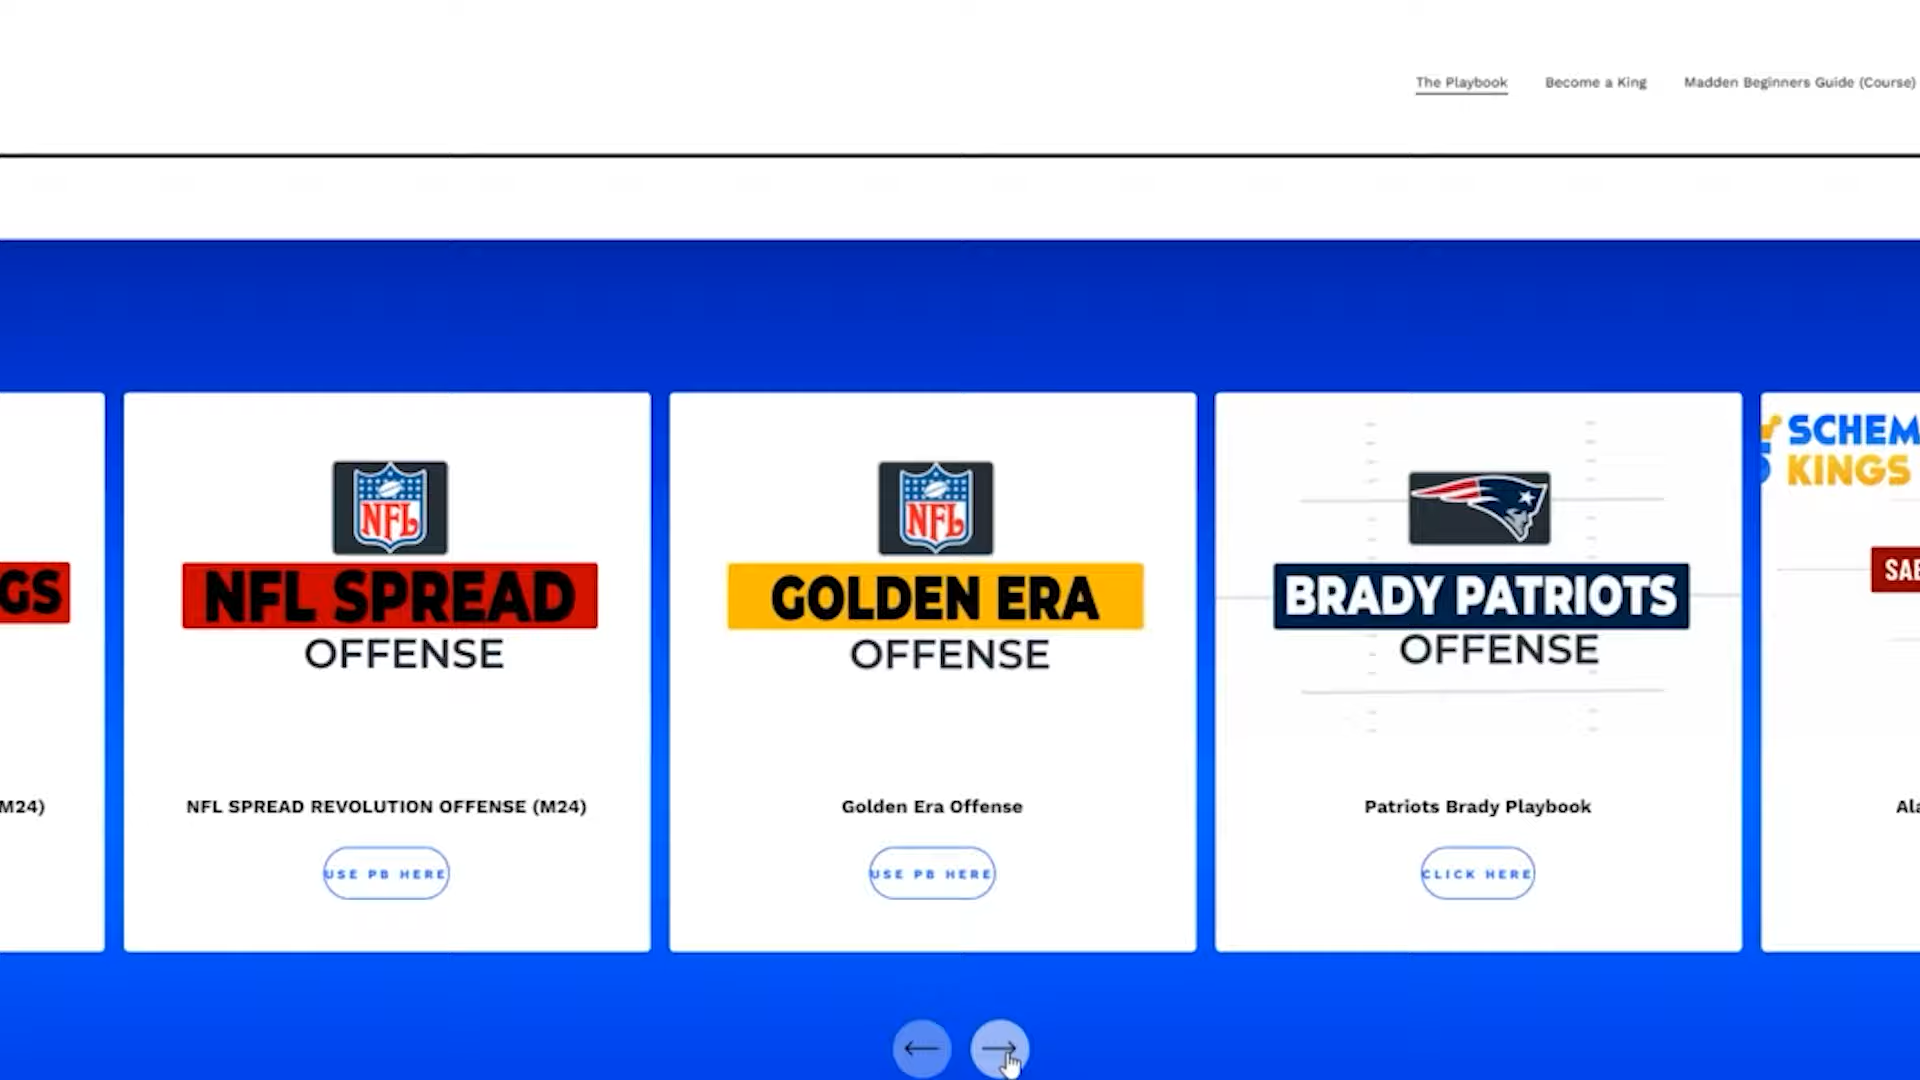 The Playbook Become a King Madden Beginners Guide (Course)
SCHEM
KINGS
GS
NFL
NFL SPREAD
OFFENSE
NFL
GOLDEN ERA
OFFENSE
BRADY PATRIOTS
OFFENSE
SAB
M24)
NFL SPREAD REVOLUTION OFFENSE (M24)
Golden Era Offense
Patriots Brady Playbook
Ala
USE PB HERE
USE PB HERE
CLICK HERE